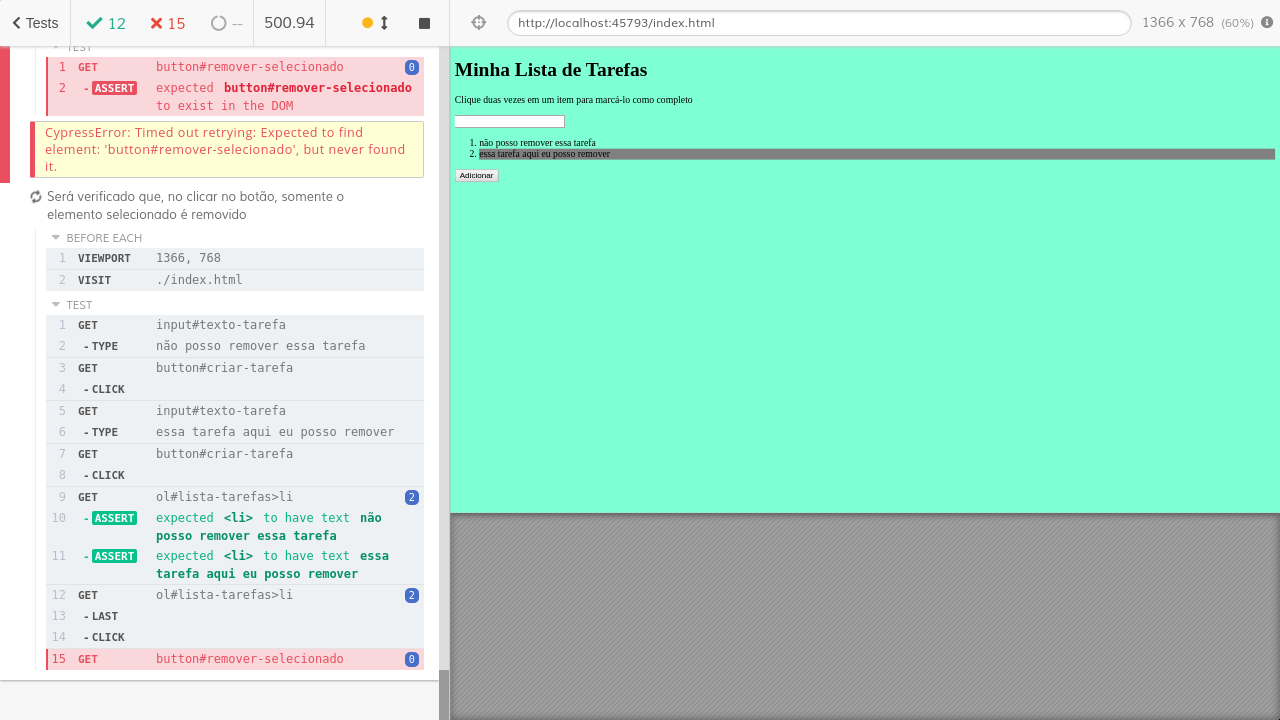 Tests 12 15 -- 500.94 http://localhost:45793/index.html 1366 x 768 (60%)
TEST
1 GET button#remover-selecionado 0
2 - ASSERT expected button#remover-selecionado
to exist in the DOM
CypressError: Timed out retrying: Expected to find
element: 'button#remover-selecionado', but never found
it.
Será verificado que, no clicar no botão, somente o
elemento selecionado é removido
BEFORE EACH
1 VIEWPORT 1366, 768
2 VISIT ./index.html
TEST
1 GET input#texto-tarefa
2 - TYPE não posso remover essa tarefa
3 GET button#criar-tarefa
4 - CLICK
5 GET input#texto-tarefa
6 - TYPE essa tarefa aqui eu posso remover
7 GET button#criar-tarefa
8 - CLICK
9 GET ol#lista-tarefas>li 2
10 - ASSERT expected <li> to have text não
posso remover essa tarefa
11 - ASSERT expected <li> to have text essa
tarefa aqui eu posso remover
12 GET ol#lista-tarefas>li 2
13 - LAST
14 - CLICK
15 GET button#remover-selecionado 0
Minha Lista de Tarefas
Clique duas vezes em um item para marcá-lo como completo
1. não posso remover essa tarefa
2. essa tarefa aqui eu posso remover
Adicionar